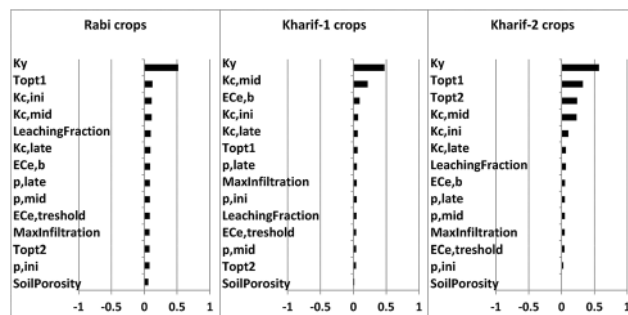 Rabi crops
Ky
Topt1
Kc,ini
Kc,mid
LeachingFraction
Kc,late
ECe,b
p,late
p,mid
ECe,treshold
MaxInfiltration
Topt2
p,ini
SoilPorosity
-1 -0.5 0 0.5 1
Kharif-1 crops
Ky
Kc,mid
ECe,b
Kc,ini
Kc,late
Topt1
p,late
MaxInfiltration
p,ini
LeachingFraction
ECe,treshold
p,mid
Topt2
SoilPorosity
-1 -0.5 0 0.5 1
Kharif-2 crops
Ky
Topt1
Topt2
Kc,mid
Kc,ini
Kc,late
LeachingFraction
ECe,b
p,late
p,mid
MaxInfiltration
ECe,treshold
p,ini
SoilPorosity
-1 -0.5 0 0.5 1